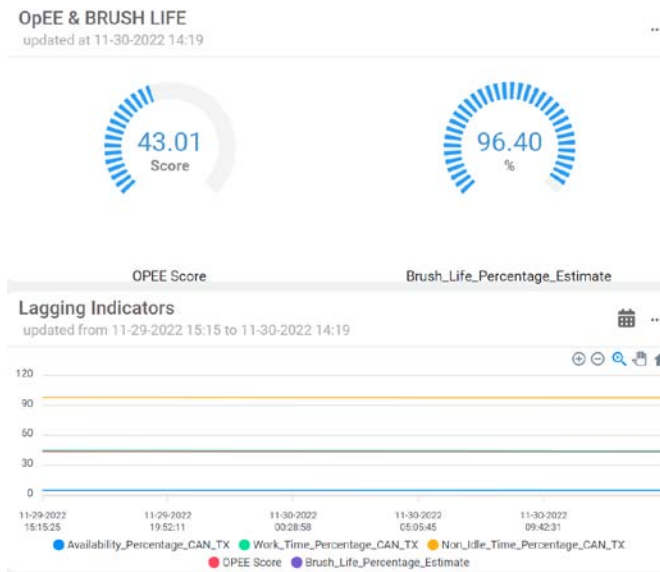 OpEE & BRUSH LIFE
updated at 11-30-2022 14:19
43.01
Score
96.40
%
OPEE Score
Brush_Life_Percentage_Estimate
Lagging Indicators
updated from 11-29-2022 15:15 to 11-30-2022 14:19
120
90
60
30
0
11-29-2022 11-29-2022 11-30-2022 11-30-2022 11-30-2022
15:15:25 19:52:11 00:28:58 05:05:45 09:42:31
Availability_Percentage_CAN_TX Work_Time_Percentage_CAN_TX Non_Idle_Time_Percentage_CAN_TX
OPEE Score Brush_Life_Percentage_Estimate